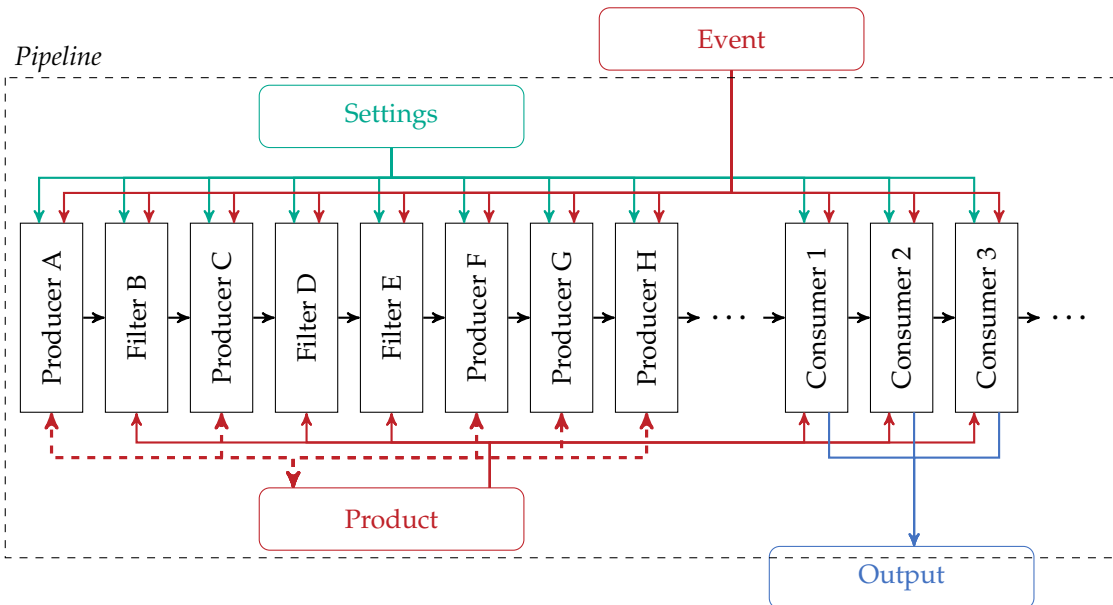 Event
Pipeline
Settings
Producer A
Filter B
Producer C
Filter D
Filter E
Producer F
Producer G
Producer H
· · ·
Consumer 1
Consumer 2
Consumer 3
· · ·
Product
Output